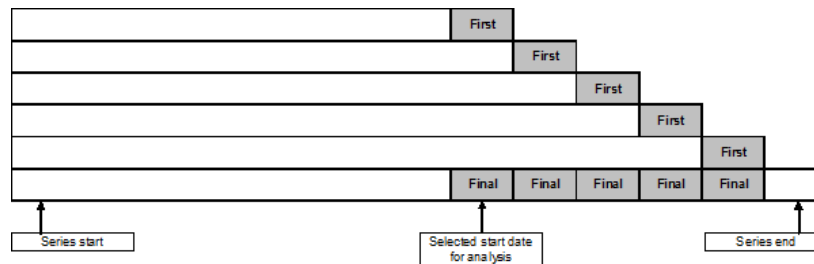 First
First
First
First
First
Final Final Final Final Final
Series start
Selected start date
for analysis
Series end